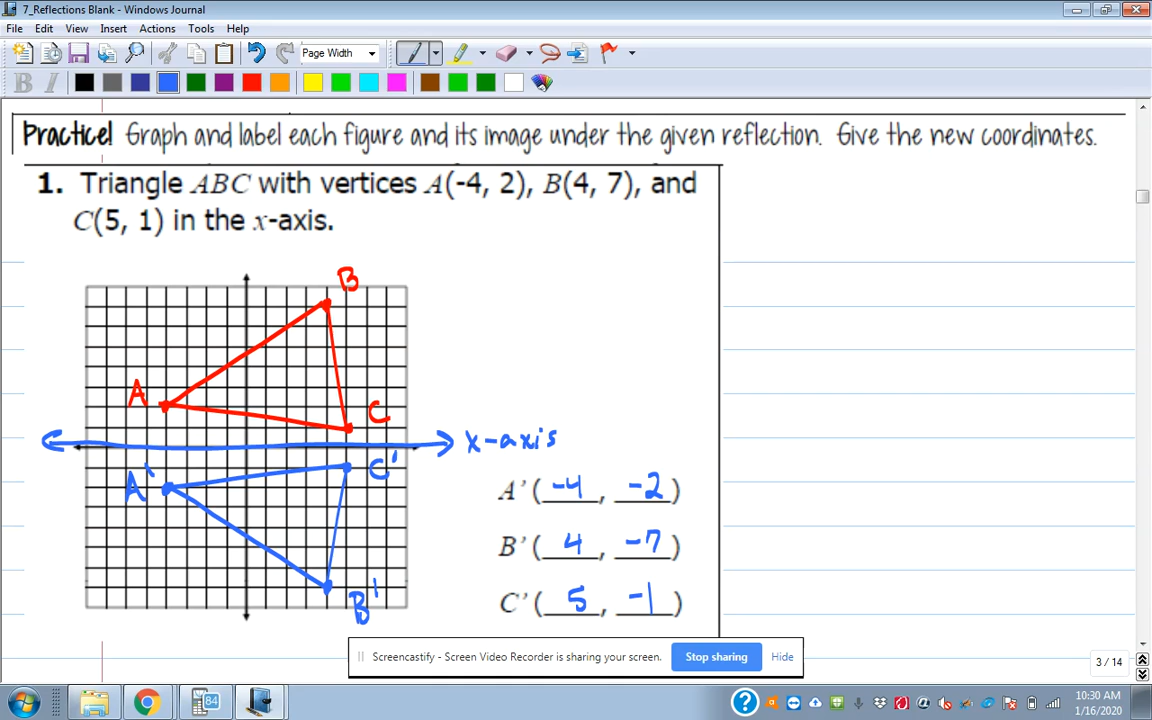 7_Reflections Blank - Windows Journal
File Edit View Insert Actions Tools Help
Page Width
B I
Practice! Graph and label each figure and its image under the given reflection. Give the new coordinates.
1. Triangle ABC with vertices A(-4, 2), B(4, 7), and
C(5, 1) in the x-axis.
B
A
C
x-axis
A'
C'
B'
A' (-4, -2)
B' (4, -7)
C' (5, -1)
Screencastify - Screen Video Recorder is sharing your screen. Stop sharing Hide
3 / 14
84
10:30 AM
1/16/2020